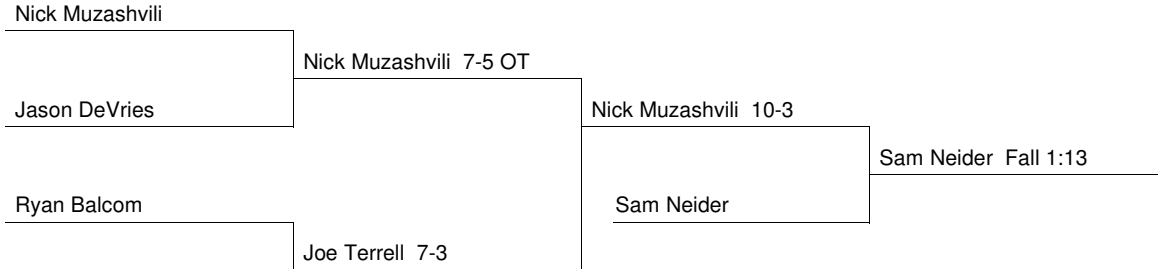 Nick Muzashvili
Nick Muzashvili 7-5 OT
Jason DeVries
Nick Muzashvili 10-3
Sam Neider Fall 1:13
Ryan Balcom
Sam Neider
Joe Terrell 7-3